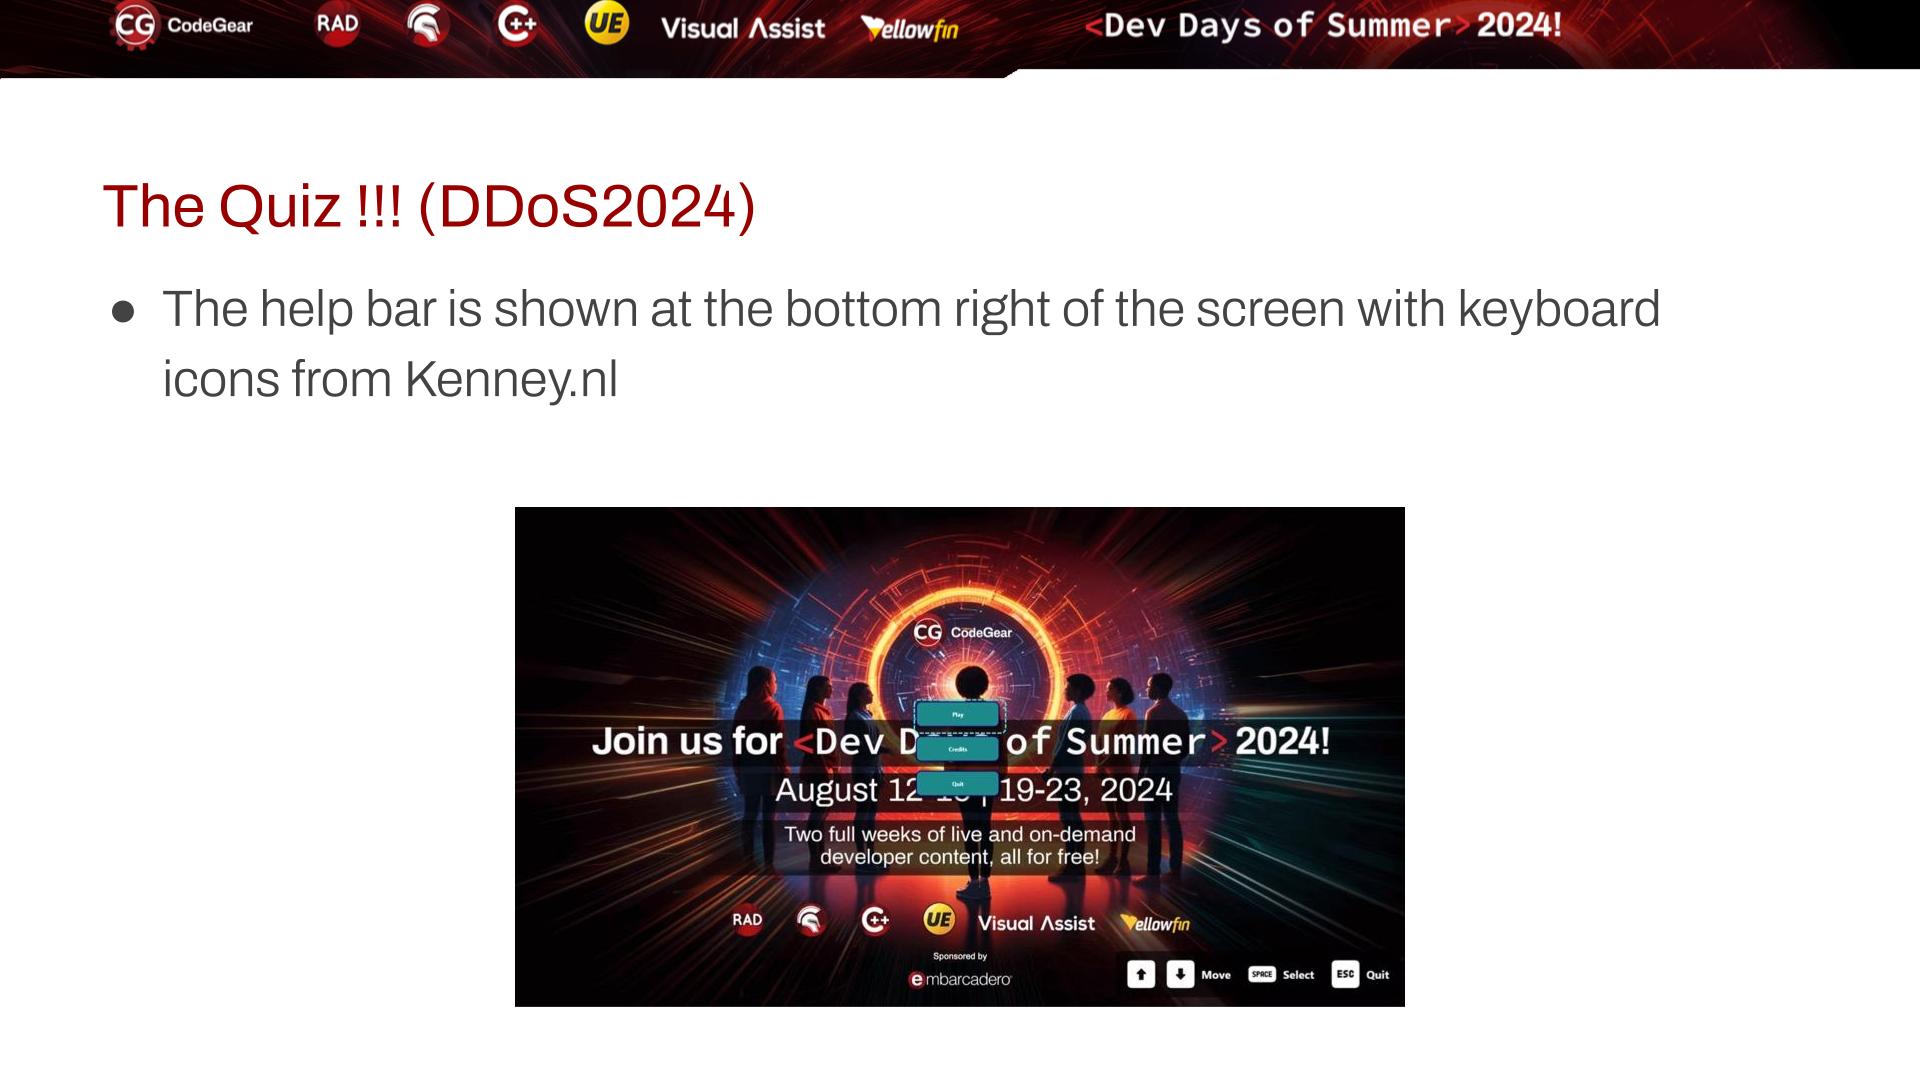 CG CodeGear RAD C++ UE Visual Assist Yellowfin <Dev Days of Summer> 2024!
The Quiz !!! (DDoS2024)
● The help bar is shown at the bottom right of the screen with keyboard
icons from Kenney.nl
CG CodeGear
Play
Join us for <Dev D of Summer> 2024!
Credits
Quit
August 12 19-23, 2024
Two full weeks of live and on-demand
developer content, all for free!
RAD C++ UE Visual Assist Yellowfin
Sponsored by
embarcadero
Move SPACE Select ESC Quit